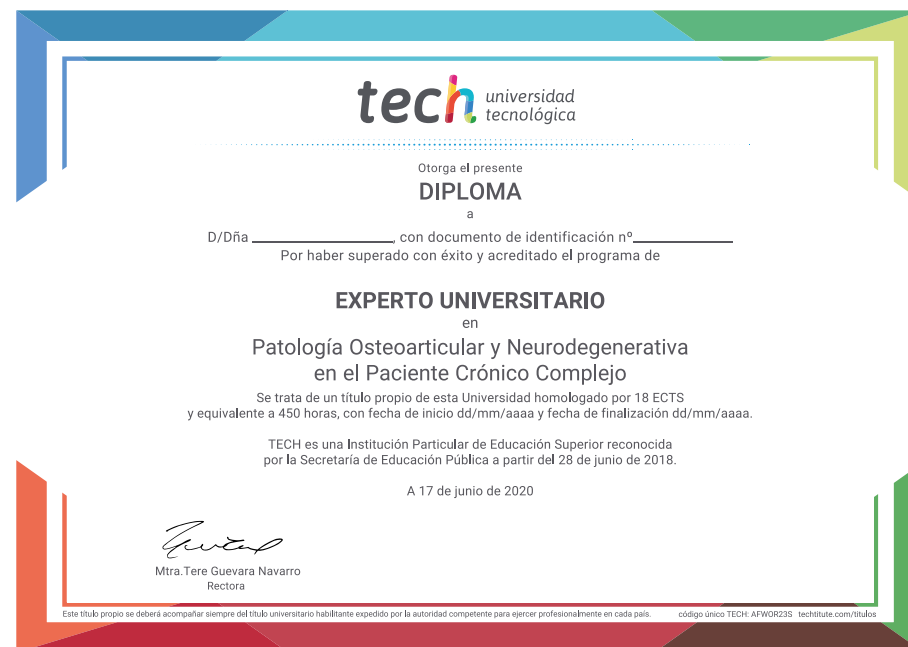 tech universidad
tecnológica
Otorga el presente
DIPLOMA
a
D/Dña ____________________, con documento de identificación nº______________
Por haber superado con éxito y acreditado el programa de
EXPERTO UNIVERSITARIO
en
Patología Osteoarticular y Neurodegenerativa
en el Paciente Crónico Complejo
Se trata de un título propio de esta Universidad homologado por 18 ECTS
y equivalente a 450 horas, con fecha de inicio dd/mm/aaaa y fecha de finalización dd/mm/aaaa.
TECH es una Institución Particular de Educación Superior reconocida
por la Secretaría de Educación Pública a partir del 28 de junio de 2018.
A 17 de junio de 2020
Mtra.Tere Guevara Navarro
Rectora
Este título propio se deberá acompañar siempre del título universitario habilitante expedido por la autoridad competente para ejercer profesionalmente en cada país. código único TECH: AFWOR23S techtitute.com/titulos